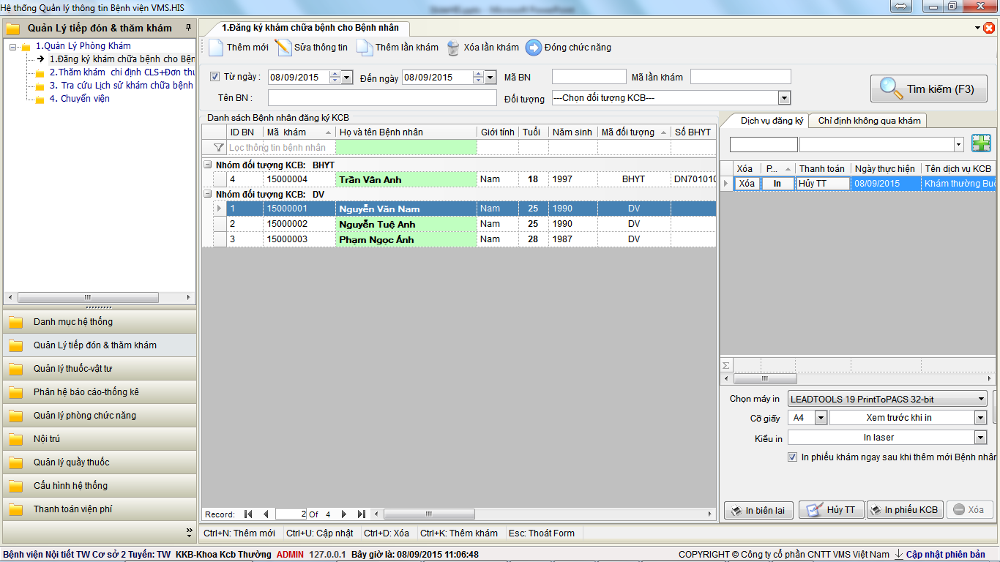 Hệ thống Quản lý thông tin Bệnh viện VMS.HIS
Quản Lý tiếp đón & thăm khám
1.Quản Lý Phòng Khám
1.Đăng ký khám chữa bệnh cho Bện
2.Thăm khám chỉ định CLS+Đơn thu
3. Tra cứu Lịch sử khám chữa bệnh
4. Chuyển viện
Danh mục hệ thống
Quản Lý tiếp đón & thăm khám
Quản lý thuốc-vật tư
Phân hệ báo cáo-thống kê
Quản lý phòng chức năng
Nội trú
Quản lý quầy thuốc
Cấu hình hệ thống
Thanh toán viện phí
1.Đăng ký khám chữa bệnh cho Bệnh nhân
Thêm mới Sửa thông tin Thêm lần khám Xóa lần khám Đóng chức năng
Từ ngày : 08/09/2015 Đến ngày 08/09/2015 Mã BN Mã lần khám
Tên BN : Đối tượng ---Chọn đối tượng KCB---
Tìm kiếm (F3)
Danh sách Bệnh nhân đăng ký KCB
ID BN Mã khám Họ và tên Bệnh nhân Giới tính Tuổi Năm sinh Mã đối tượng Số BHYT
Lọc thông tin bệnh nhân
Nhóm đối tượng KCB: BHYT
4 15000004 Trần Vân Anh Nam 18 1997 BHYT DN70101
Nhóm đối tượng KCB: DV
1 15000001 Nguyễn Văn Nam Nam 25 1990 DV
2 15000002 Nguyễn Tuệ Anh Nam 25 1990 DV
3 15000003 Phạm Ngọc Ánh Nam 28 1987 DV
Record: 2 Of 4
Ctrl+N: Thêm mới Ctrl+U: Cập nhật Ctrl+D: Xóa Ctrl+K: Thêm khám Esc: Thoát Form
Dịch vụ đăng ký Chỉ định không qua khám
Xóa P... Thanh toán Ngày thực hiện Tên dịch vụ KCB
Xóa In Hủy TT 08/09/2015 Khám thường Buổ
Chọn máy in LEADTOOLS 19 PrintToPACS 32-bit
Cỡ giấy A4 Xem trước khi in
Kiểu in In laser
In phiếu khám ngay sau khi thêm mới Bệnh nhân
In biên lai Hủy TT In phiếu KCB Xóa
Bệnh viện Nội tiết TW Cơ sở 2 Tuyến: TW KKB-Khoa Kcb Thường ADMIN 127.0.0.1 Bây giờ là: 08/09/2015 11:06:48 COPYRIGHT © Công ty cổ phần CNTT VMS Việt Nam Cập nhật phiên bản